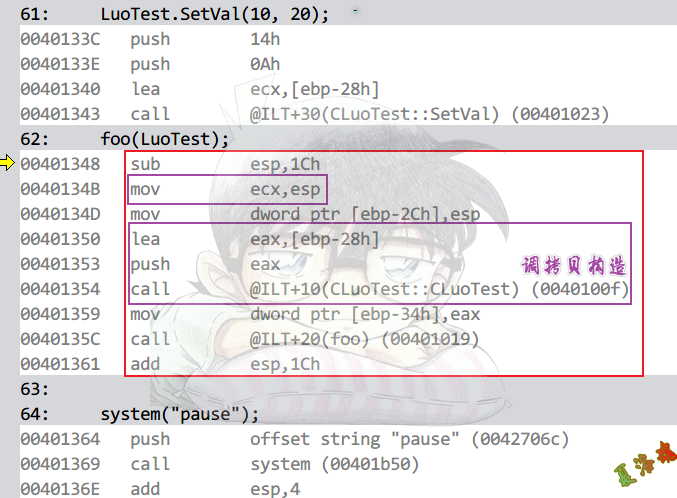 61: LuoTest.SetVal(10, 20);
0040133C push 14h
0040133E push 0Ah
00401340 lea ecx,[ebp-28h]
00401343 call @ILT+30(CLuoTest::SetVal) (00401023)
62: foo(LuoTest);
00401348 sub esp,1Ch
0040134B mov ecx,esp
0040134D mov dword ptr [ebp-2Ch],esp
00401350 lea eax,[ebp-28h]
00401353 push eax
调拷贝构造
00401354 call @ILT+10(CLuoTest::CLuoTest) (0040100f)
00401359 mov dword ptr [ebp-34h],eax
0040135C call @ILT+20(foo) (00401019)
00401361 add esp,1Ch
63:
64: system("pause");
00401364 push offset string "pause" (0042706c)
00401369 call system (00401b50)
0040136E add esp,4